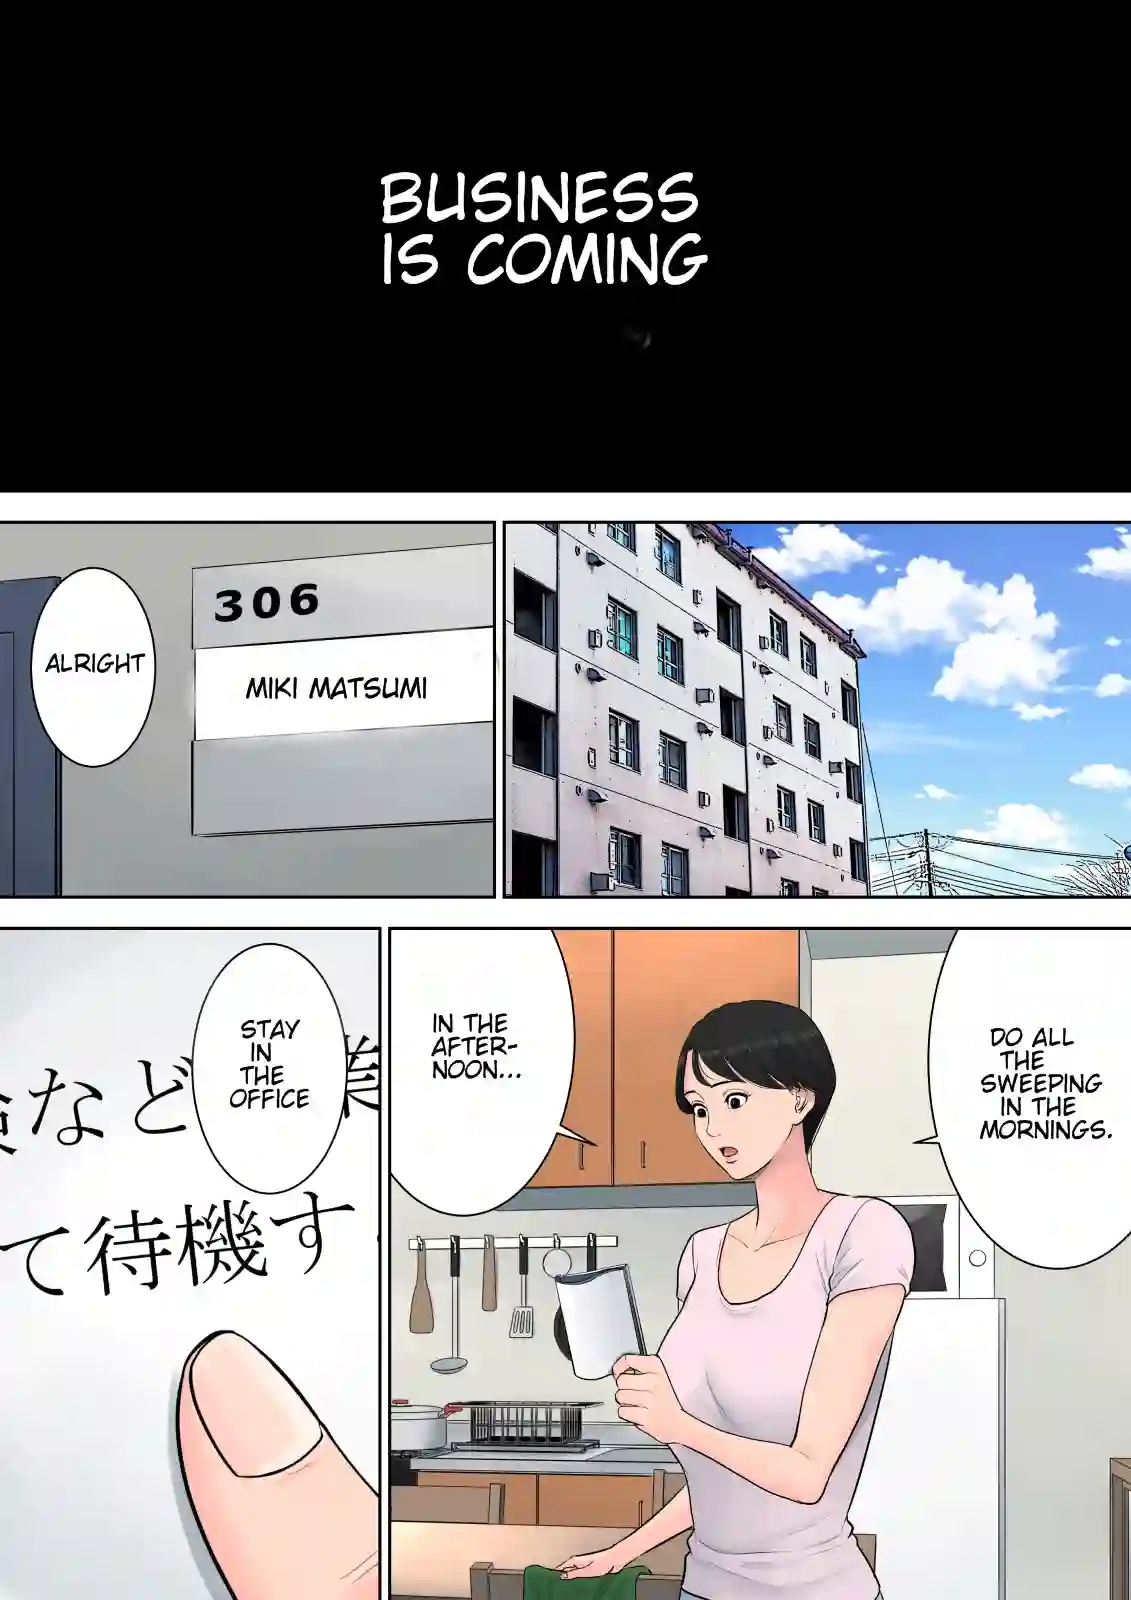 BUSINESS
IS COMING
306
MIKI MATSUMI
ALRIGHT
DO ALL
THE
SWEEPING
IN THE
MORNINGS.
IN THE
AFTER-
NOON...
STAY
IN
THE
OFFICE
など
て待機す